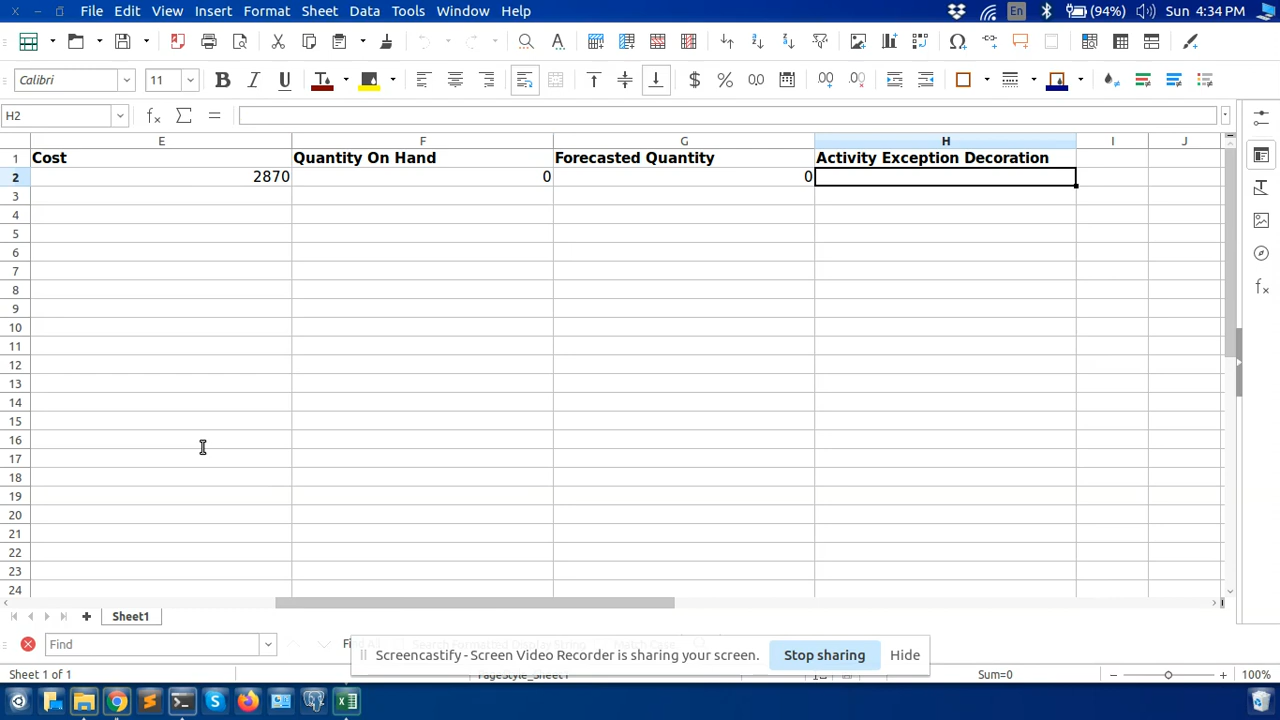 File Edit View Insert Format Sheet Data Tools Window Help En (94%) Sun 4:34 PM
Calibri 11
H2
E F G H I J
1 Cost Quantity On Hand Forecasted Quantity Activity Exception Decoration
2 2870 0 0
3
4
5
6
7
8
9
10
11
12
13
14
15
16
17
18
19
20
21
22
23
24
Sheet1
Find
Screencastify - Screen Video Recorder is sharing your screen. Stop sharing Hide
Sheet 1 of 1 PageStyle_Sheet1 Sum=0 100%